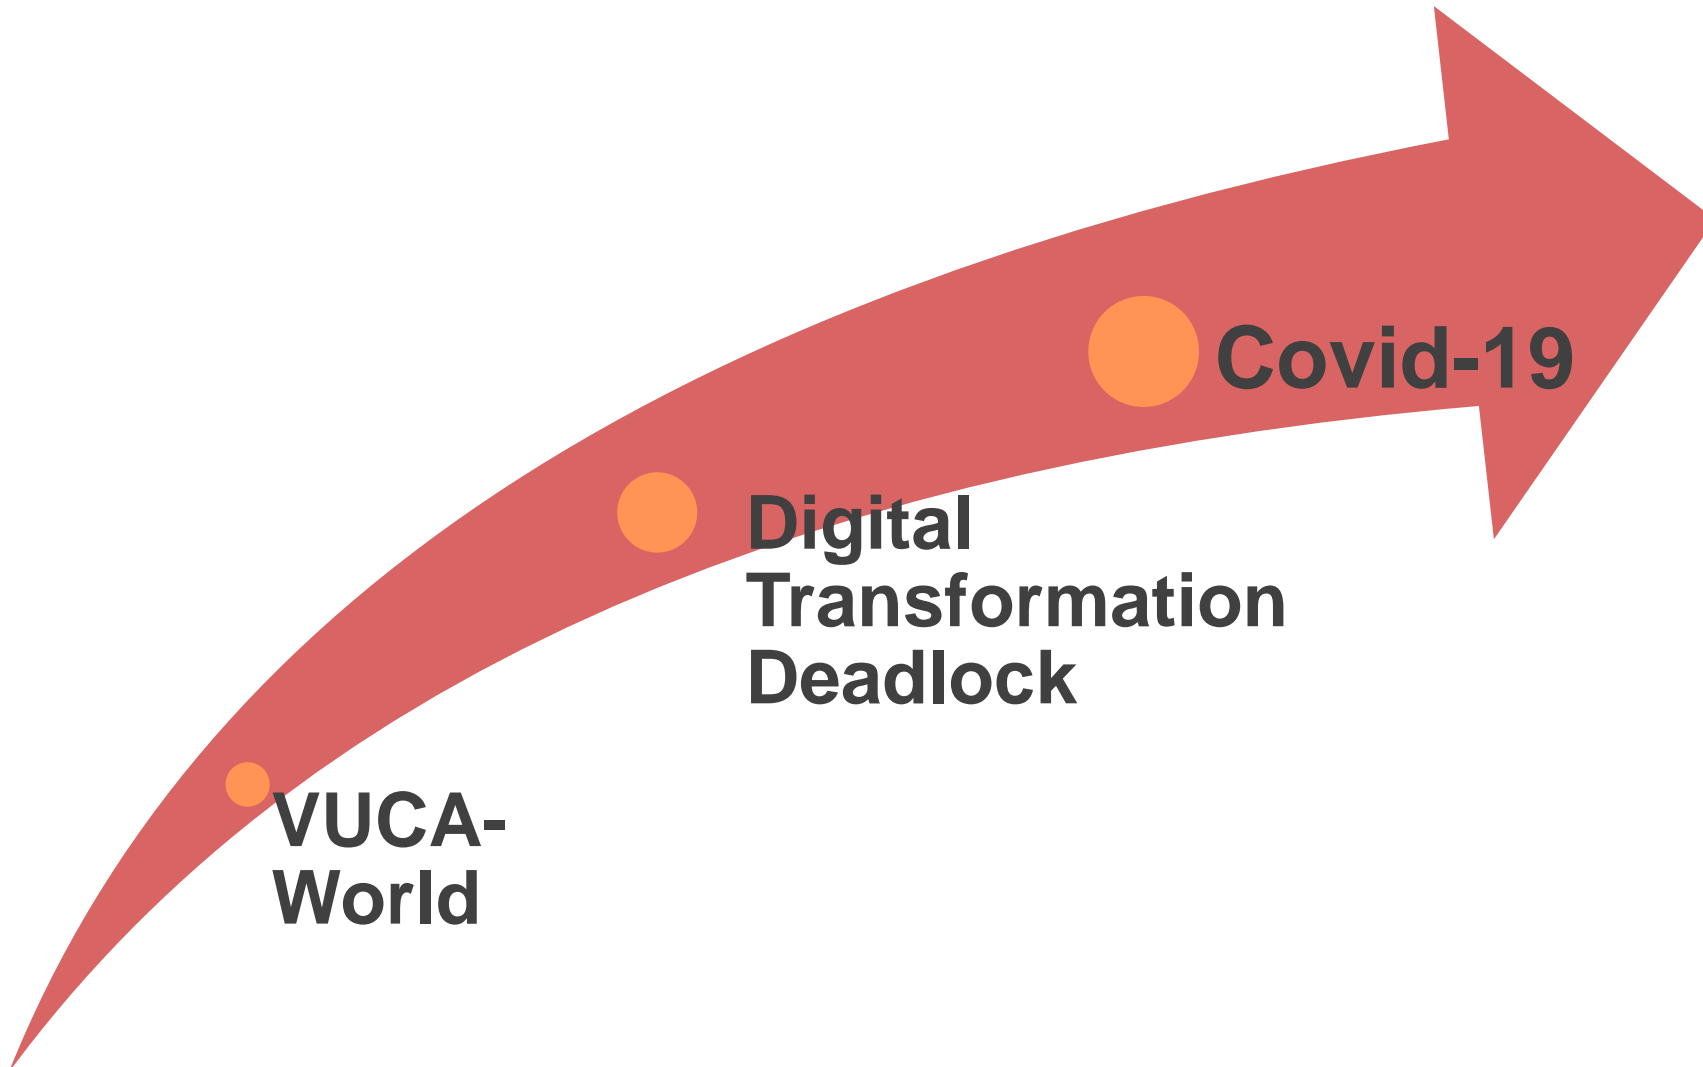 Covid-19
Digital
Transformation
Deadlock
VUCA-
World